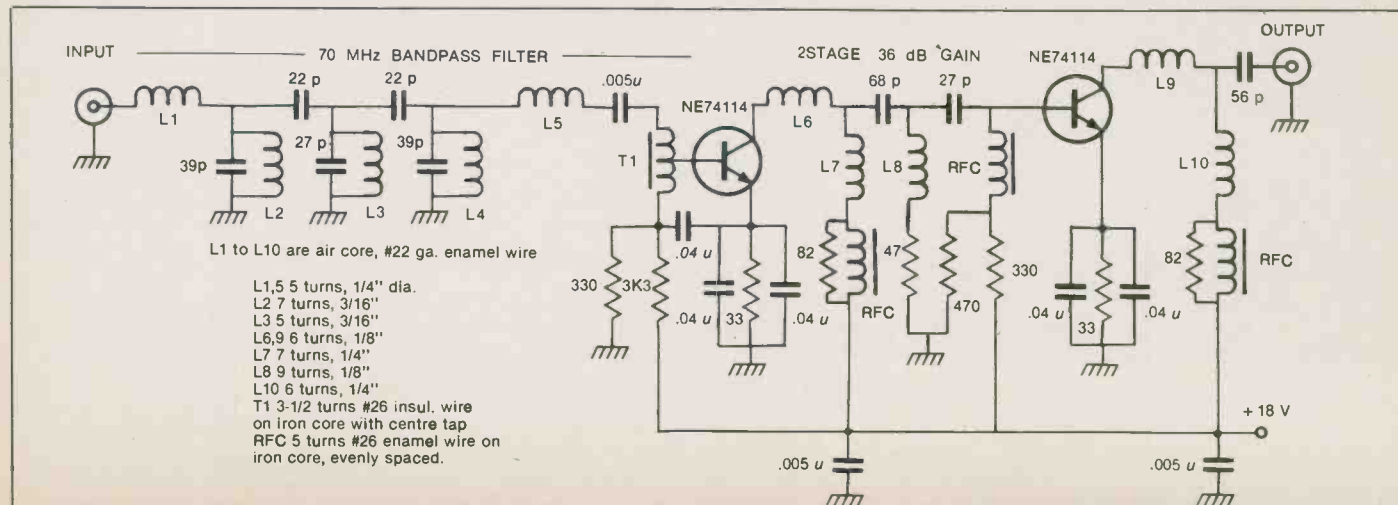 INPUT
70 MHz BANDPASS FILTER
2STAGE 36 dB GAIN
NE74114
OUTPUT
22 p
22 p
.005u
NE74114
68 p
27 p
L9
56 p
L1
L5
L6
39p
27 p
39p
T1
L7
L8
RFC
L10
L2
L3
L4
L1 to L10 are air core, #22 ga. enamel wire
L1,5 5 turns, 1/4" dia.
L2 7 turns, 3/16"
L3 5 turns, 3/16"
L6,9 6 turns, 1/8"
L7 7 turns, 1/4"
L8 9 turns, 1/8"
L10 6 turns, 1/4"
T1 3-1/2 turns #26 insul. wire
on iron core with centre tap
RFC 5 turns #26 enamel wire on
iron core, evenly spaced.
330
3K3
.04 u
.04 u
33
.04 u
82
RFC
47
470
330
.04 u
33
.04 u
82
RFC
+ 18 V
.005 u
.005 u